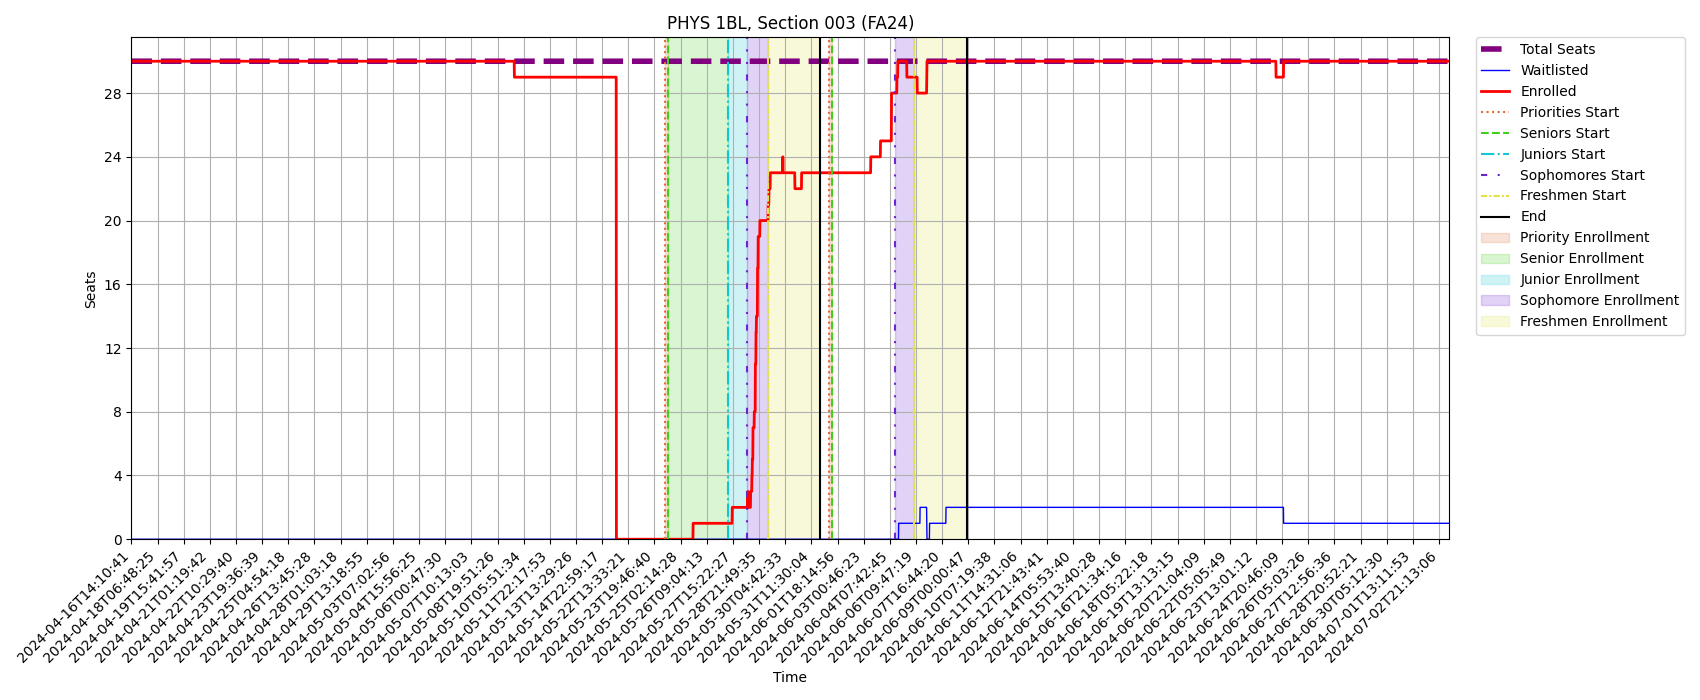 PHYS 1BL, Section 003 (FA24)
Seats
28
24
20
16
12
8
4
0
2024-04-16T14:10:41
2024-04-18T06:48:25
2024-04-19T15:41:57
2024-04-21T01:19:42
2024-04-22T10:29:40
2024-04-23T19:36:39
2024-04-25T04:54:18
2024-04-26T13:45:28
2024-04-28T01:03:18
2024-04-29T13:18:55
2024-05-03T07:02:56
2024-05-04T15:56:25
2024-05-06T00:47:30
2024-05-07T10:13:03
2024-05-08T19:51:26
2024-05-10T05:51:34
2024-05-11T22:17:53
2024-05-13T13:29:26
2024-05-14T22:59:17
2024-05-22T13:33:21
2024-05-23T19:46:40
2024-05-25T02:14:28
2024-05-26T09:04:13
2024-05-27T15:22:27
2024-05-28T21:49:35
2024-05-30T04:42:33
2024-05-31T11:30:04
2024-06-01T18:14:56
2024-06-03T00:46:23
2024-06-04T07:42:45
2024-06-06T09:47:19
2024-06-07T16:44:20
2024-06-09T00:00:47
2024-06-10T07:19:38
2024-06-11T14:31:06
2024-06-12T21:43:41
2024-06-14T05:53:40
2024-06-15T13:40:28
2024-06-16T21:34:16
2024-06-18T05:22:18
2024-06-19T13:13:15
2024-06-20T21:04:09
2024-06-22T05:05:49
2024-06-23T13:01:12
2024-06-24T20:46:09
2024-06-26T05:03:26
2024-06-27T12:56:36
2024-06-28T20:52:21
2024-06-30T05:12:30
2024-07-01T13:11:53
2024-07-02T21:13:06
Time
Total Seats
Waitlisted
Enrolled
Priorities Start
Seniors Start
Juniors Start
Sophomores Start
Freshmen Start
End
Priority Enrollment
Senior Enrollment
Junior Enrollment
Sophomore Enrollment
Freshmen Enrollment